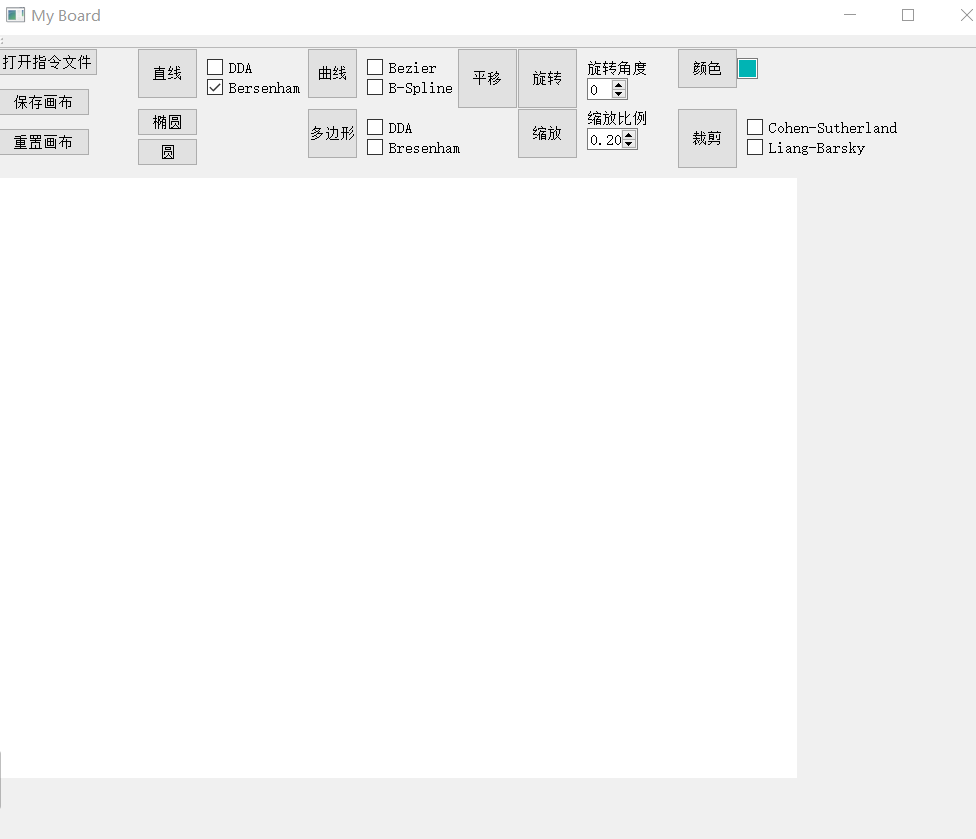 My Board
打开指令文件
保存画布
重置画布
直线
DDA
Bersenham
椭圆
圆
曲线
Bezier
B-Spline
多边形
DDA
Bresenham
平移
旋转
旋转角度
0
缩放
缩放比例
0.20
颜色
裁剪
Cohen-Sutherland
Liang-Barsky